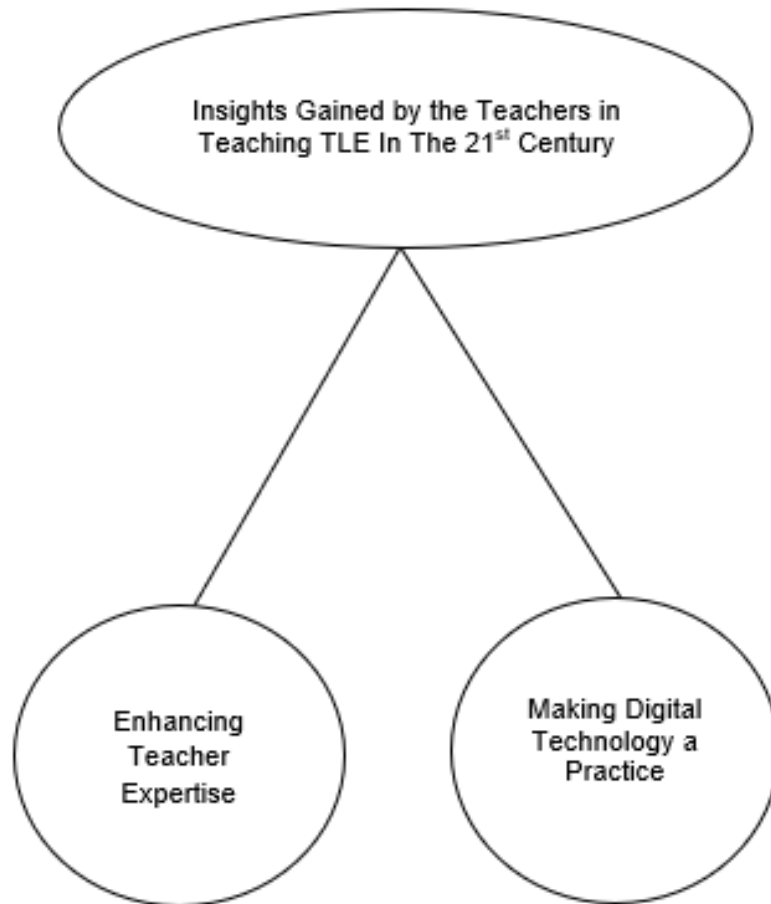 Insights Gained by the Teachers in
Teaching TLE In The 21st Century
Enhancing
Teacher
Expertise
Making Digital
Technology a
Practice